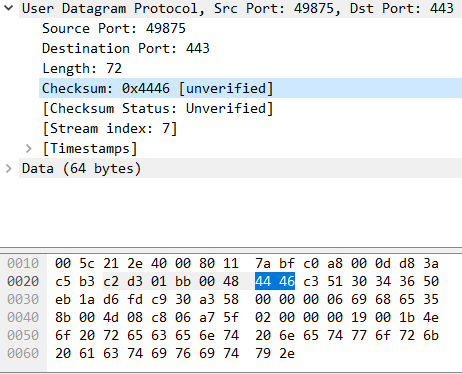 User Datagram Protocol, Src Port: 49875, Dst Port: 443
Source Port: 49875
Destination Port: 443
Length: 72
Checksum: 0x4446 [unverified]
[Checksum Status: Unverified]
[Stream index: 7]
[Timestamps]
Data (64 bytes)
0010 00 5c 21 2e 40 00 80 11 7a bf c0 a8 00 0d d8 3a
0020 c5 b3 c2 d3 01 bb 00 48 44 46 c3 51 30 34 36 50
0030 eb 1a d6 fd c9 30 a3 58 00 00 00 06 69 68 65 35
0040 8b 00 4d 08 c8 06 a7 5f 02 00 00 00 19 00 1b 4e
0050 6f 20 72 65 63 65 6e 74 20 6e 65 74 77 6f 72 6b
0060 20 61 63 74 69 76 69 74 79 2e